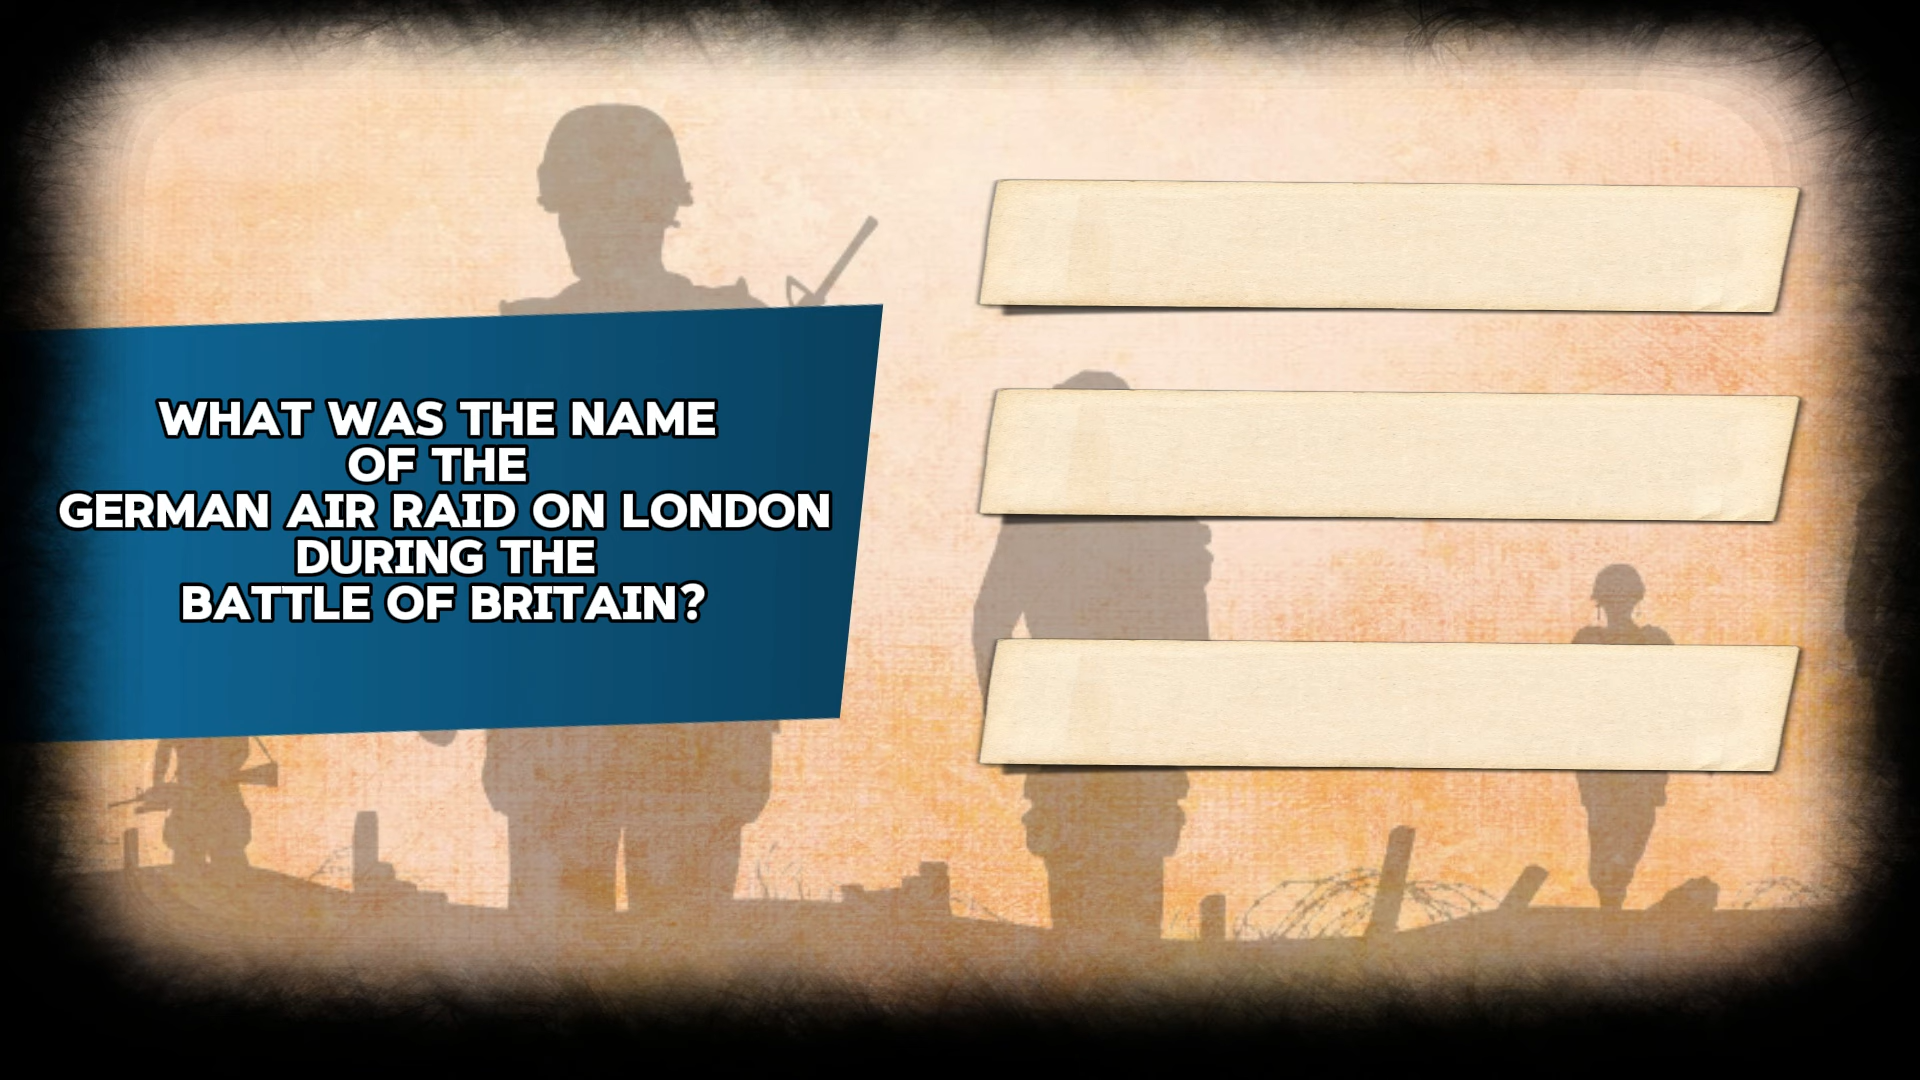 WHAT WAS THE NAME
OF THE
GERMAN AIR RAID ON LONDON
DURING THE
BATTLE OF BRITAIN?